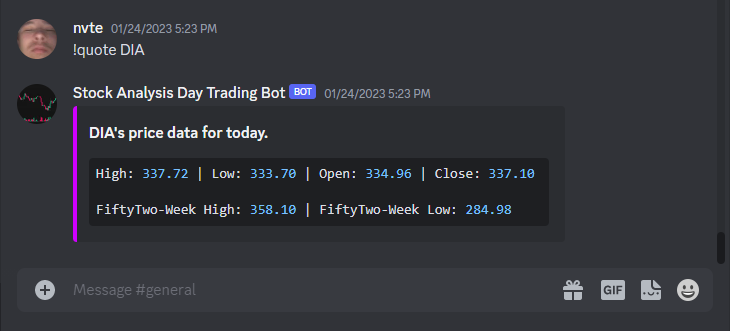 nvte 01/24/2023 5:23 PM
!quote DIA
Stock Analysis Day Trading Bot BOT 01/24/2023 5:23 PM
DIA's price data for today.
High: 337.72 | Low: 333.70 | Open: 334.96 | Close: 337.10
FiftyTwo-Week High: 358.10 | FiftyTwo-Week Low: 284.98
Message #general
GIF